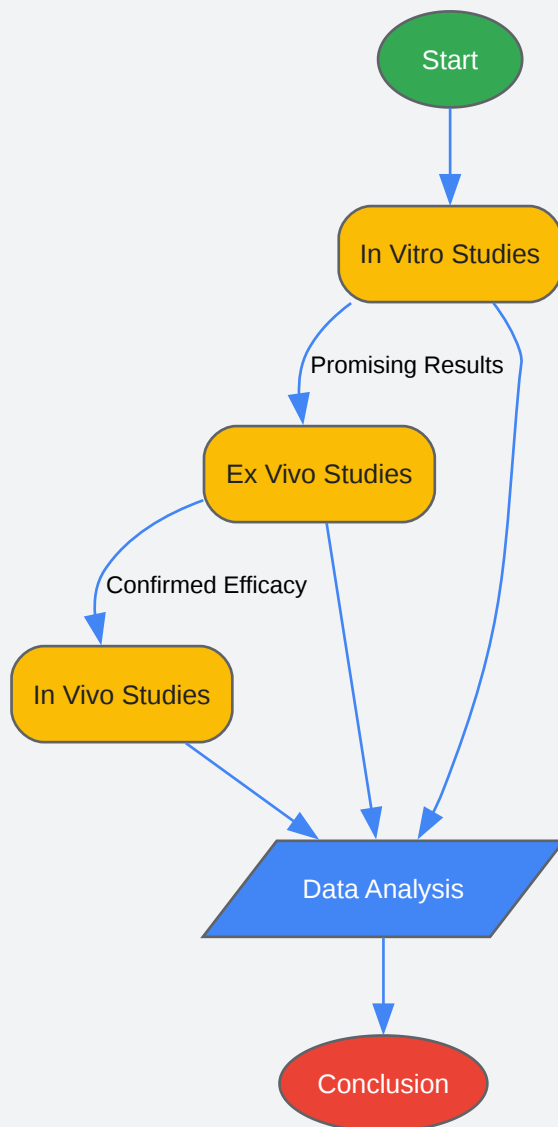 Start
In Vitro Studies
Promising Results
Ex Vivo Studies
Confirmed Efficacy
In Vivo Studies
Data Analysis
Conclusion